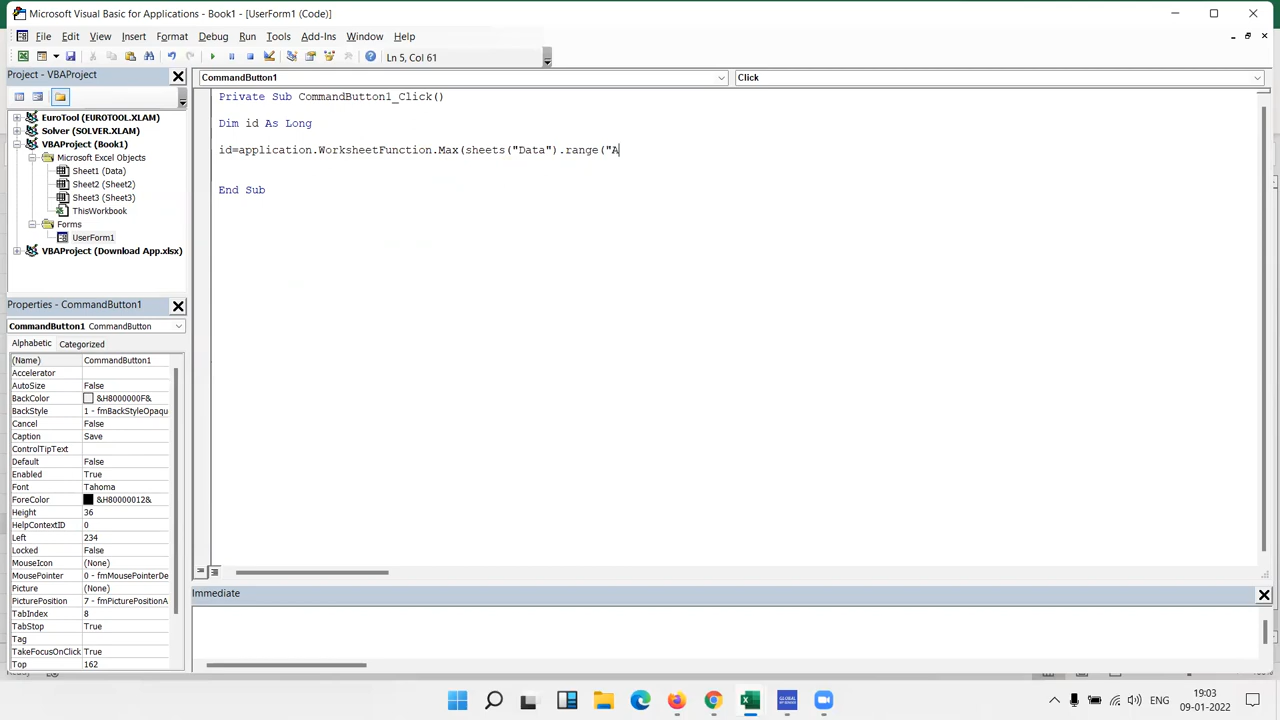 Microsoft Visual Basic for Applications - Book1 - [UserForm1 (Code)]
File Edit View Insert Format Debug Run Tools Add-Ins Window Help
Ln 5, Col 61
Project - VBAProject
CommandButton1
Click
EuroTool (EUROTOOL.XLAM)
Solver (SOLVER.XLAM)
VBAProject (Book1)
Microsoft Excel Objects
Sheet1 (Data)
Sheet2 (Sheet2)
Sheet3 (Sheet3)
ThisWorkbook
Forms
UserForm1
VBAProject (Download App.xlsx)
Private Sub CommandButton1_Click()
Dim id As Long
id=application.WorksheetFunction.Max(sheets("Data").range("A
End Sub
Properties - CommandButton1
CommandButton1 CommandButton
Alphabetic Categorized
(Name) CommandButton1
Accelerator
AutoSize False
BackColor &H8000000F&
BackStyle 1 - fmBackStyleOpaqu
Cancel False
Caption Save
ControlTipText
Default False
Enabled True
Font Tahoma
ForeColor &H80000012&
Height 36
HelpContextID 0
Left 234
Locked False
MouseIcon (None)
MousePointer 0 - fmMousePointerDe
Picture (None)
PicturePosition 7 - fmPicturePositionA
TabIndex 8
TabStop True
Tag
TakeFocusOnClick True
Top 162
Immediate
ENG
19:03
09-01-2022